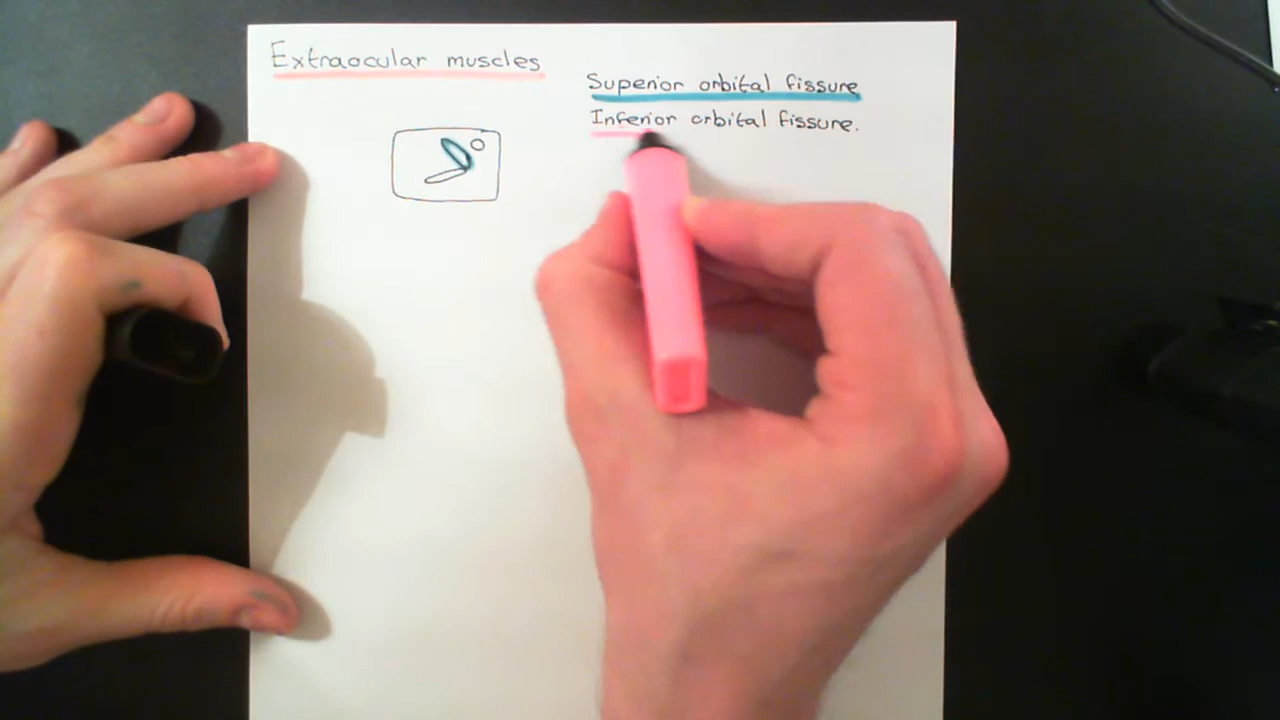 Extraocular muscles
Superior orbital fissure
Inferior orbital fissure.